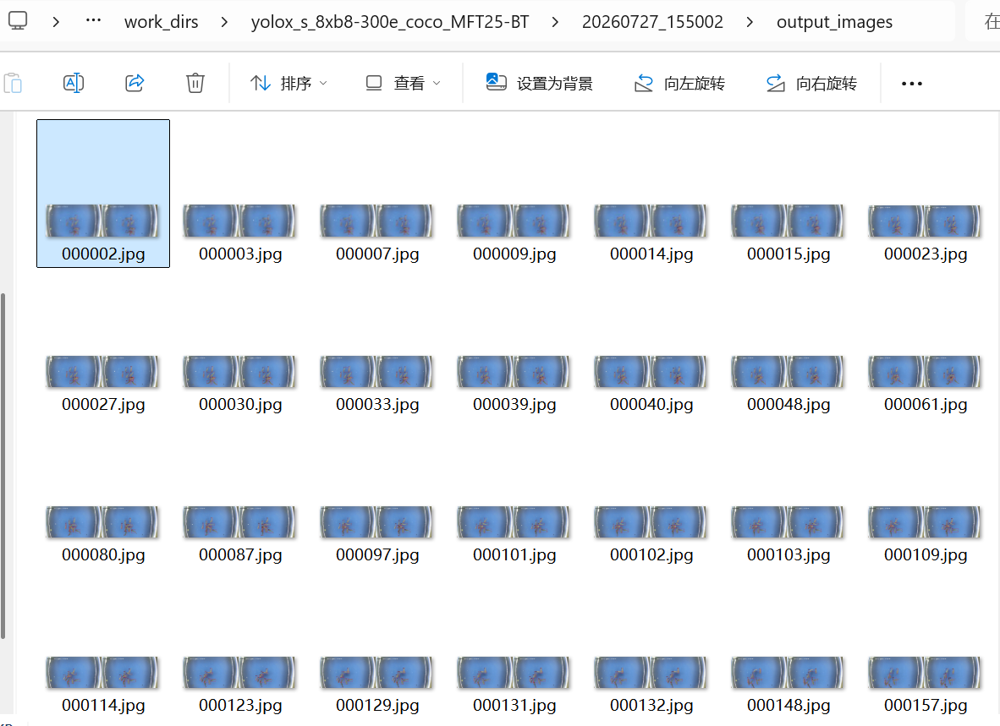 work_dirs > yolox_s_8xb8-300e_coco_MFT25-BT > 20260727_155002 > output_images 在
排序 查看 设置为背景 向左旋转 向右旋转
000002.jpg 000003.jpg 000007.jpg 000009.jpg 000014.jpg 000015.jpg 000023.jpg
000027.jpg 000030.jpg 000033.jpg 000039.jpg 000040.jpg 000048.jpg 000061.jpg
000080.jpg 000087.jpg 000097.jpg 000101.jpg 000102.jpg 000103.jpg 000109.jpg
000114.jpg 000123.jpg 000129.jpg 000131.jpg 000132.jpg 000148.jpg 000157.jpg